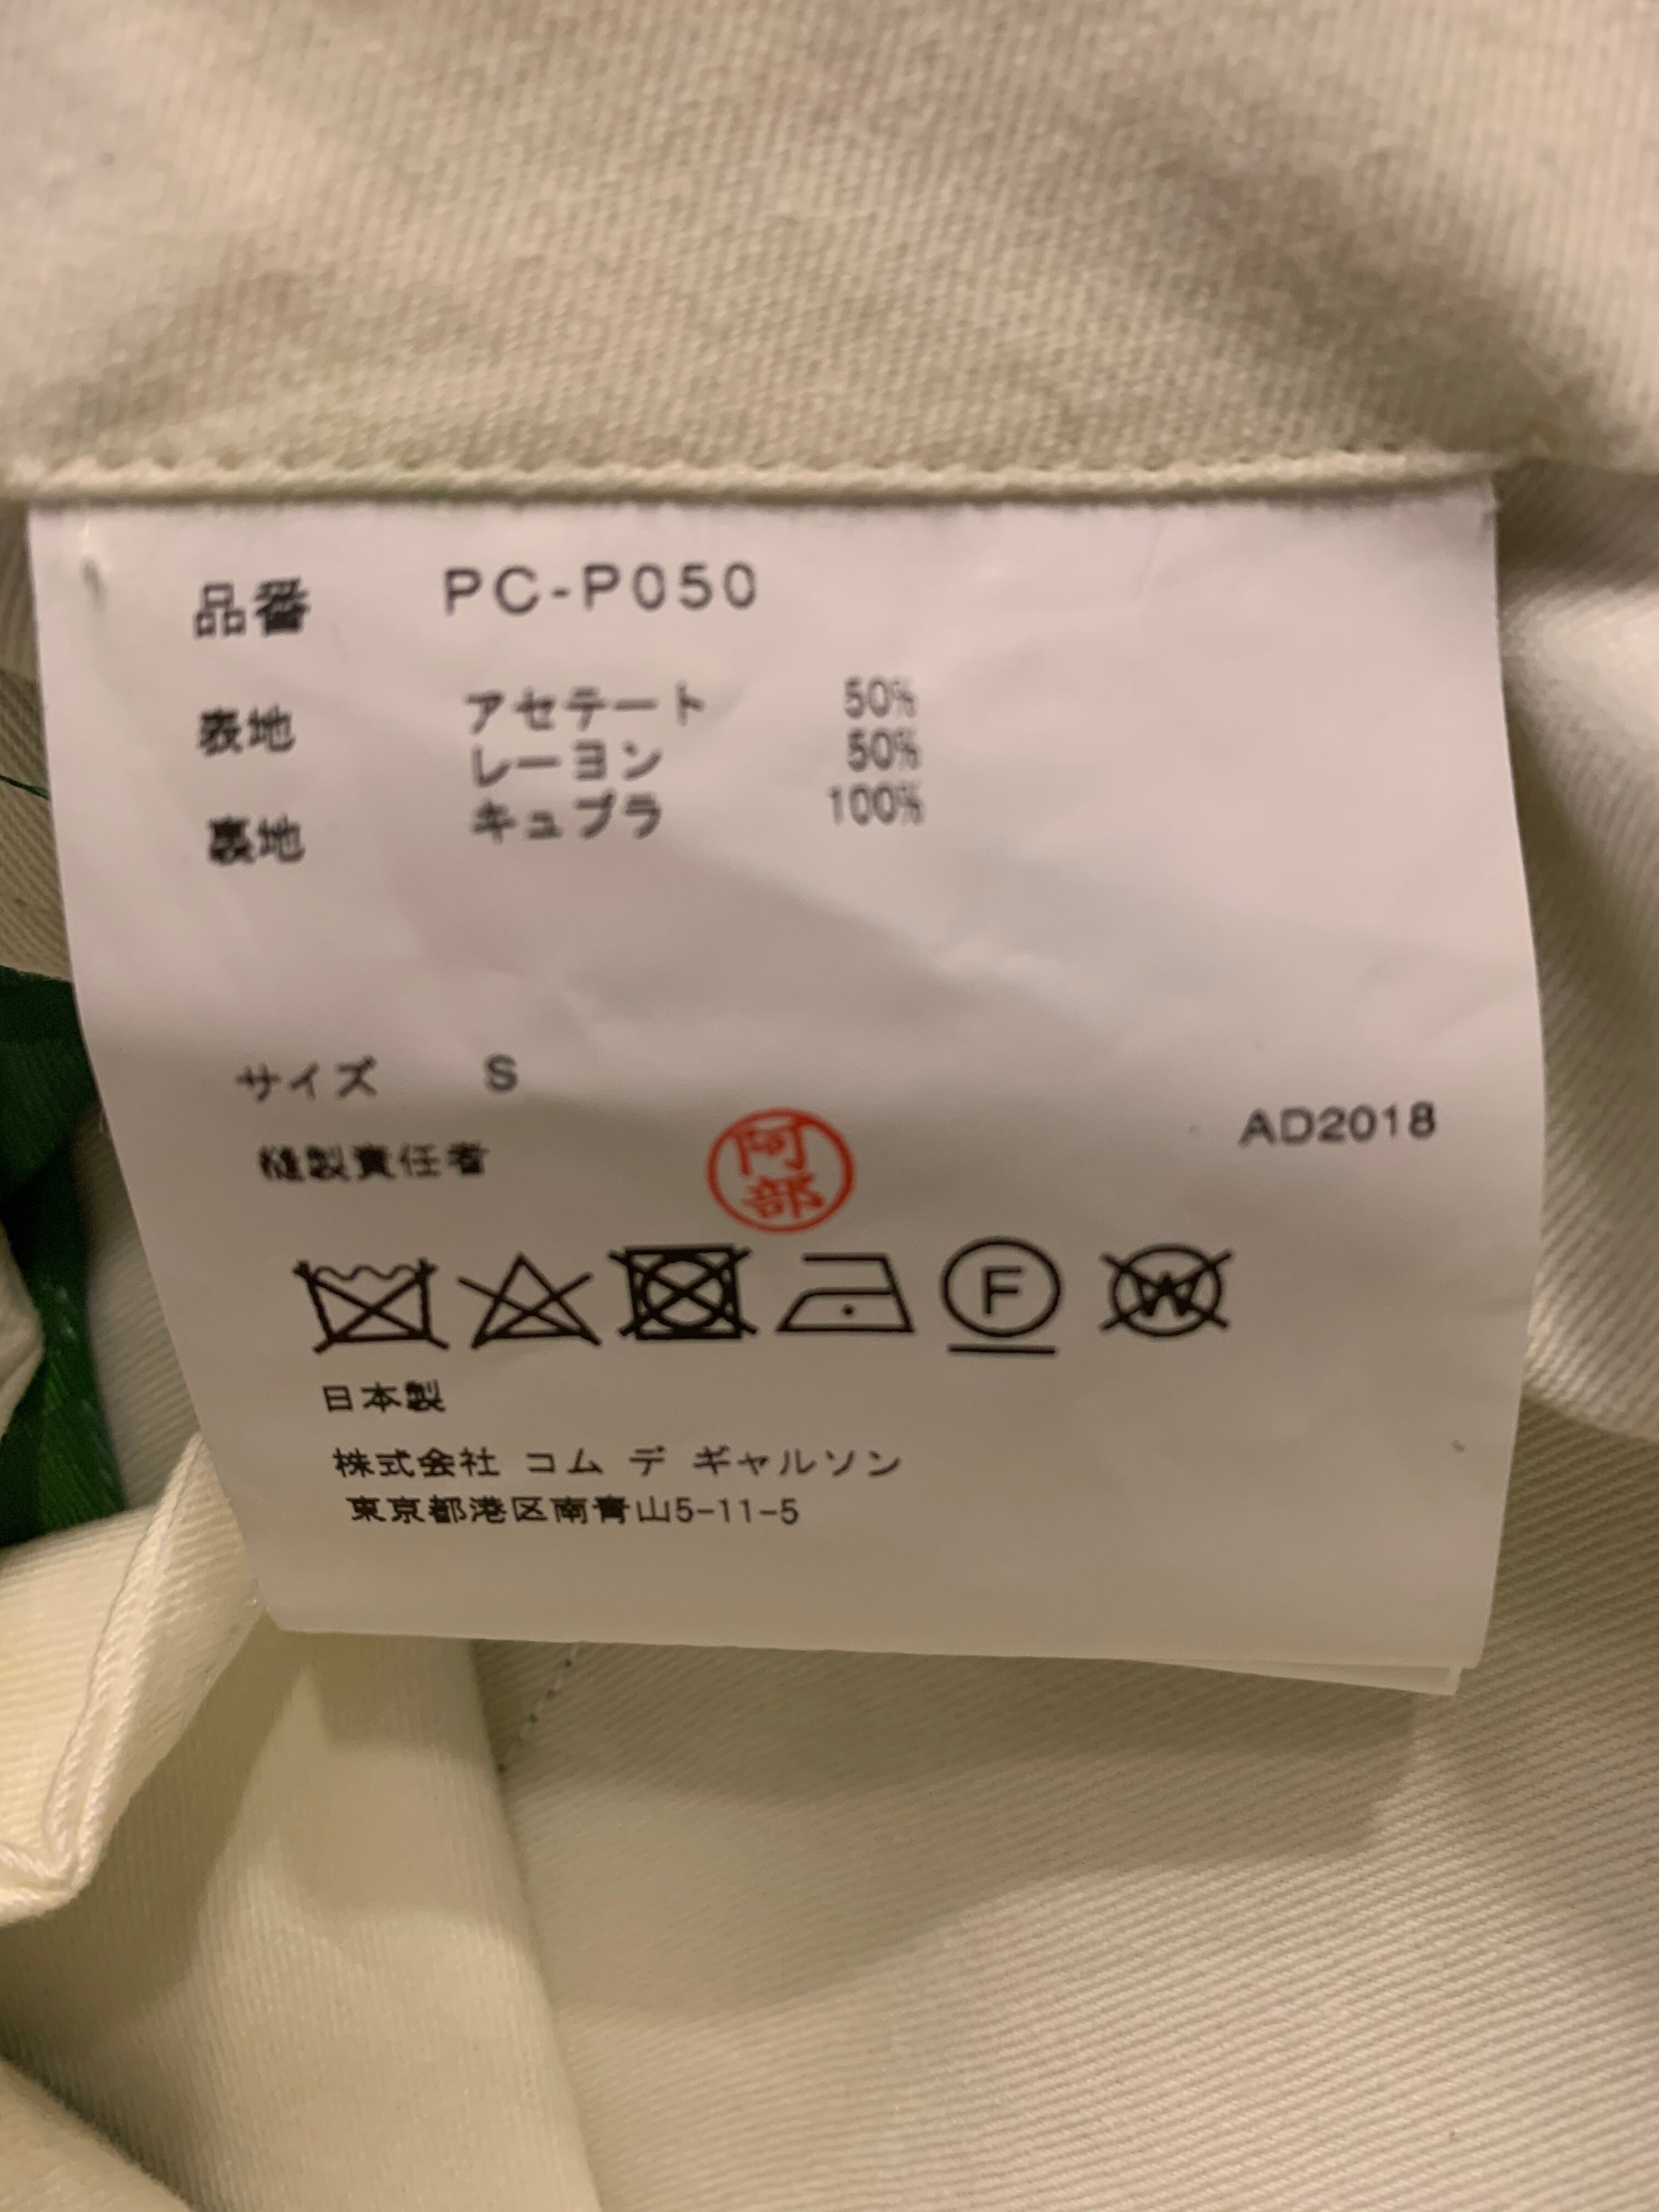 品番 PC-P050
表地 アセテート 50%
レーヨン 50%
裏地 キュプラ 100%
サイズ S
AD2018
縫製責任者 阿部
F W
日本製
株式会社 コム デ ギャルソン
東京都港区南青山5-11-5